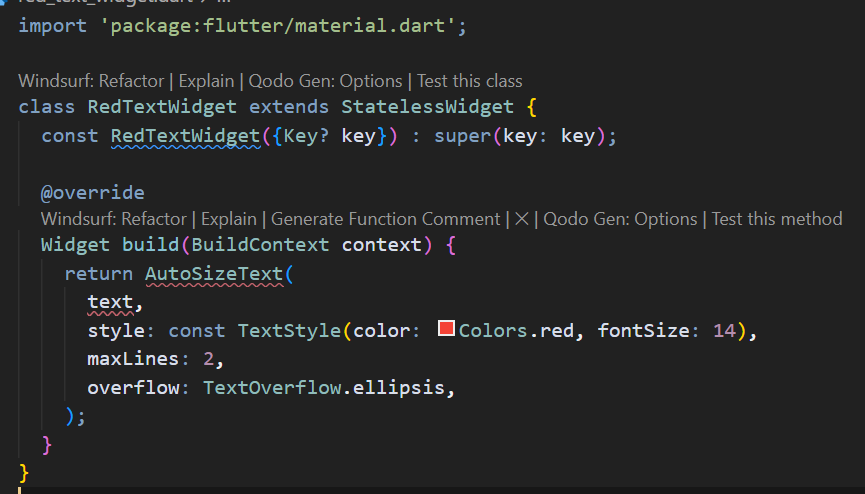 red_text_widget.dart > ...
import 'package:flutter/material.dart';
Windsurf: Refactor | Explain | Qodo Gen: Options | Test this class
class RedTextWidget extends StatelessWidget {
const RedTextWidget({Key? key}) : super(key: key);
@override
Windsurf: Refactor | Explain | Generate Function Comment | × | Qodo Gen: Options | Test this method
Widget build(BuildContext context) {
return AutoSizeText(
text,
style: const TextStyle(color: Colors.red, fontSize: 14),
maxLines: 2,
overflow: TextOverflow.ellipsis,
);
}
}